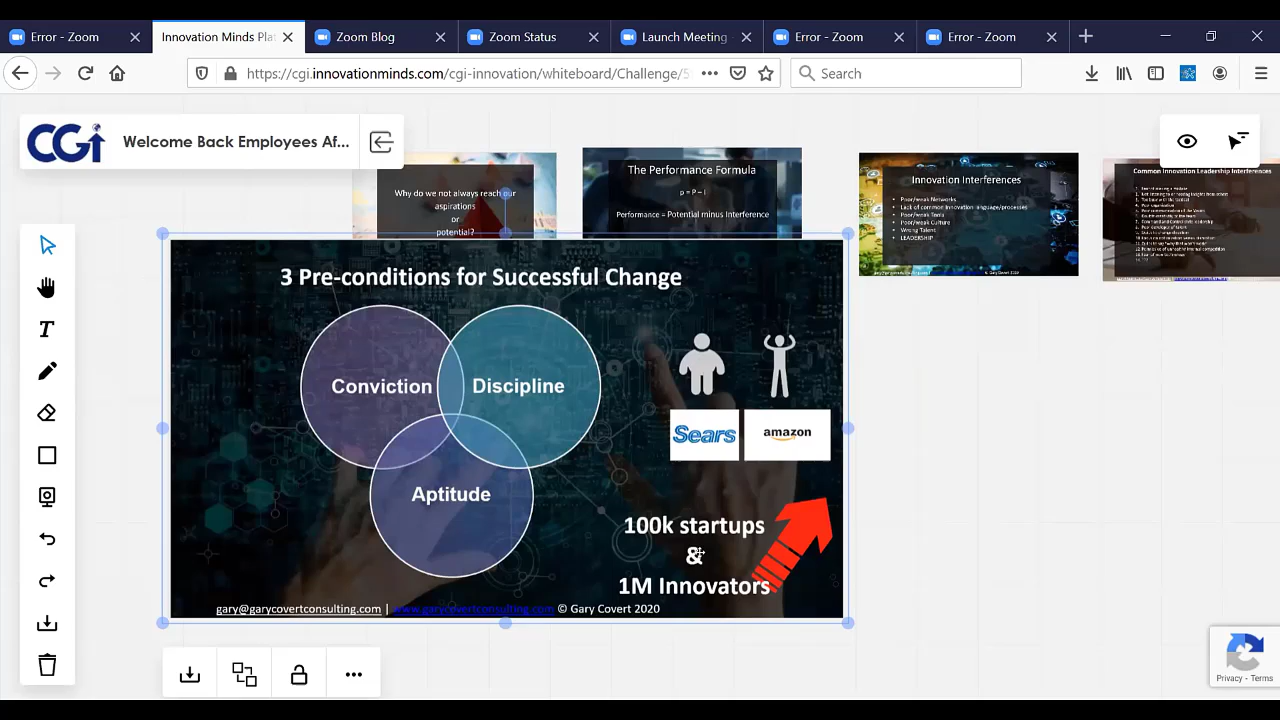 Error - Zoom
Innovation Minds Pla
Zoom Blog
Zoom Status
Launch Meeting -
Error - Zoom
Error - Zoom
https://cgi.innovationminds.com/cgi-innovation/whiteboard/Challenge/5
Search
CGI
Welcome Back Employees Af...
Why do we not always reach our
aspirations
or
potential?
The Performance Formula
p = P – I
Performance = Potential minus Interference
Innovation Interferences
Poor/weak Networks
Lack of common Innovation language/processes
Poor/weak Tools
Poor/weak Culture
Wrong Talent
LEADERSHIP
© Gary Covert 2020
Common Innovation Leadership Interferences
3 Pre-conditions for Successful Change
Conviction
Discipline
Aptitude
Sears
amazon
100k startups
&
1M Innovators
gary@garycovertconsulting.com | www.garycovertconsulting.com © Gary Covert 2020
Privacy - Terms